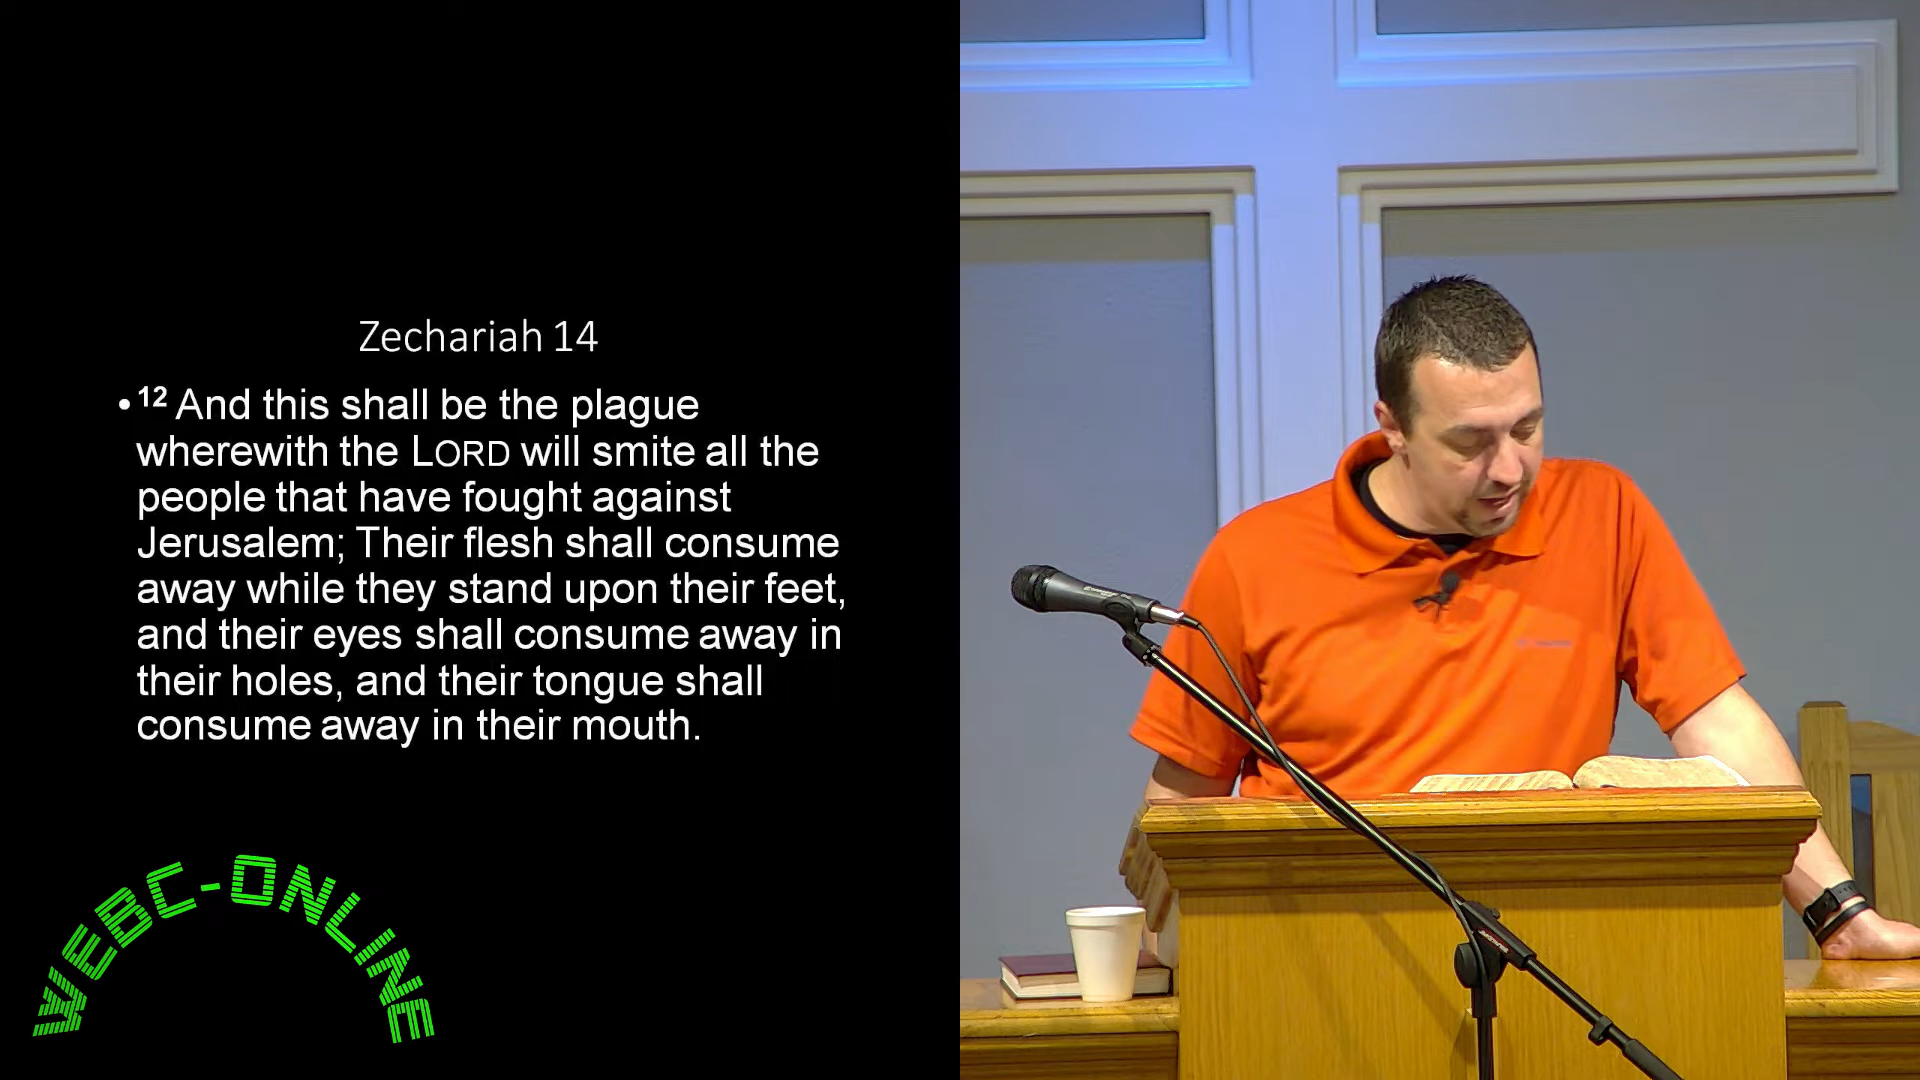 Zechariah 14
•12 And this shall be the plague
wherewith the LORD will smite all the
people that have fought against
Jerusalem; Their flesh shall consume
away while they stand upon their feet,
and their eyes shall consume away in
their holes, and their tongue shall
consume away in their mouth.
WEBC-ONLINE